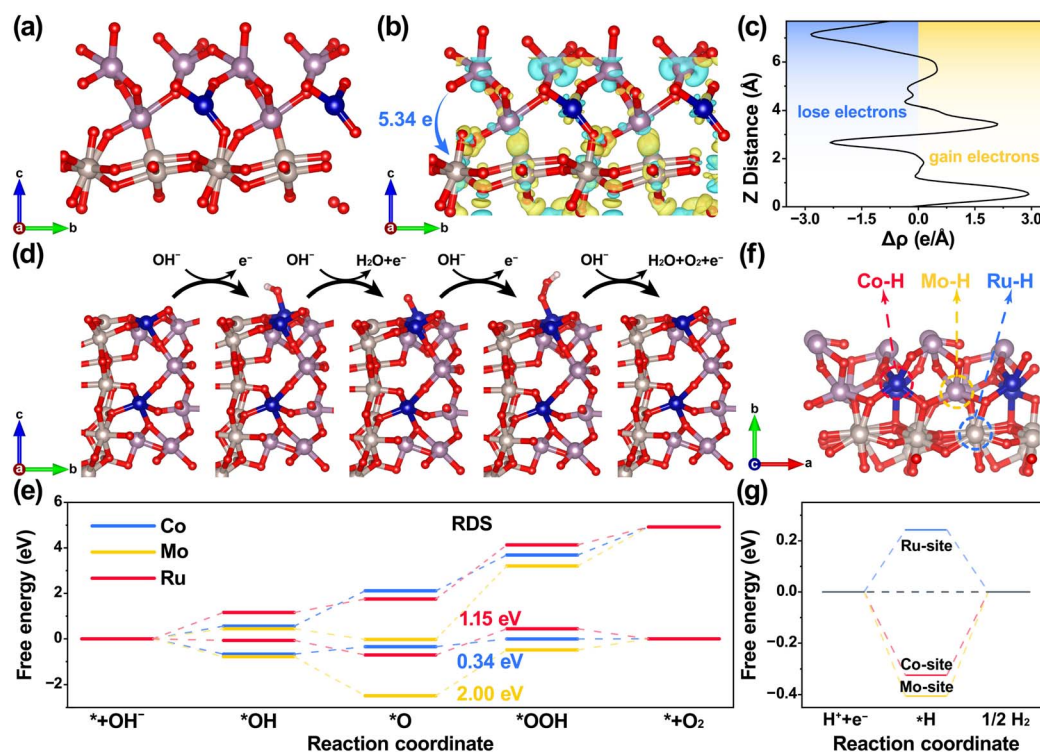 (a)
c
a
b
(b)
5.34 e
c
a
b
(c)
Z Distance (Å)
6
4
2
0
lose electrons
gain electrons
−3.0 −1.5 0.0 1.5 3.0
Δρ (e/Å)
(d)
OH⁻ e⁻
OH⁻ H₂O+e⁻
OH⁻ e⁻
OH⁻ H₂O+O₂+e⁻
c
a
b
(f)
Co-H Mo-H Ru-H
b
c
a
(e)
Free energy (eV)
6
4
2
0
−2
Co
Mo
Ru
RDS
1.15 eV
0.34 eV
2.00 eV
*+OH⁻ *OH *O *OOH *+O₂
Reaction coordinate
(g)
Free energy (eV)
0.2
0.0
−0.2
−0.4
Ru-site
Co-site
Mo-site
H⁺+e⁻ *H 1/2 H₂
Reaction coordinate